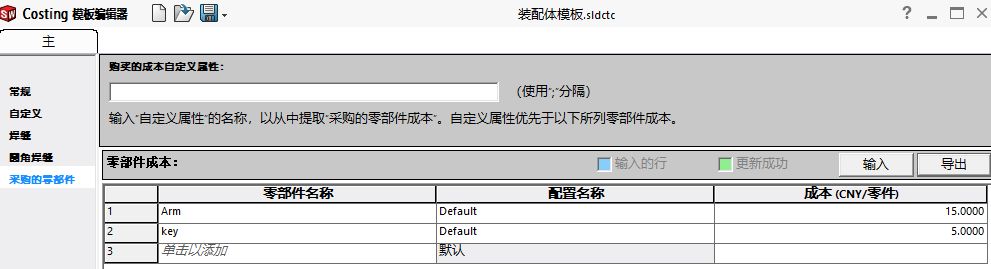 SW Costing 模板编辑器 装配体模板.sldctc ?
主
常规
自定义
焊缝
圆角焊缝
采购的零部件
购买的成本自定义属性：
（使用";"分隔）
输入"自定义属性"的名称，以从中提取"采购的零部件成本"。自定义属性优先于以下所列零部件成本。
零部件成本： 输入的行 更新成功 输入 导出
零部件名称 配置名称 成本 (CNY/零件)
1 Arm Default 15.0000
2 key Default 5.0000
3 单击以添加 默认